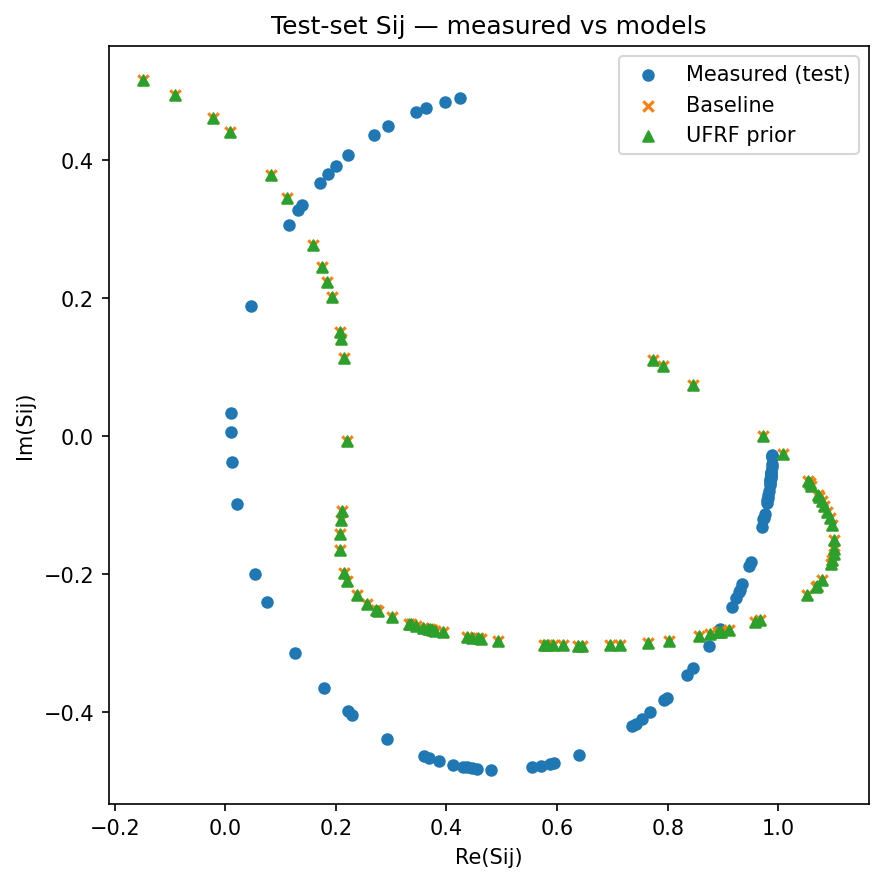 Test-set Sij — measured vs models
Measured (test)
Baseline
UFRF prior
Im(Sij)
0.4
0.2
0.0
−0.2
−0.4
−0.2 0.0 0.2 0.4 0.6 0.8 1.0
Re(Sij)